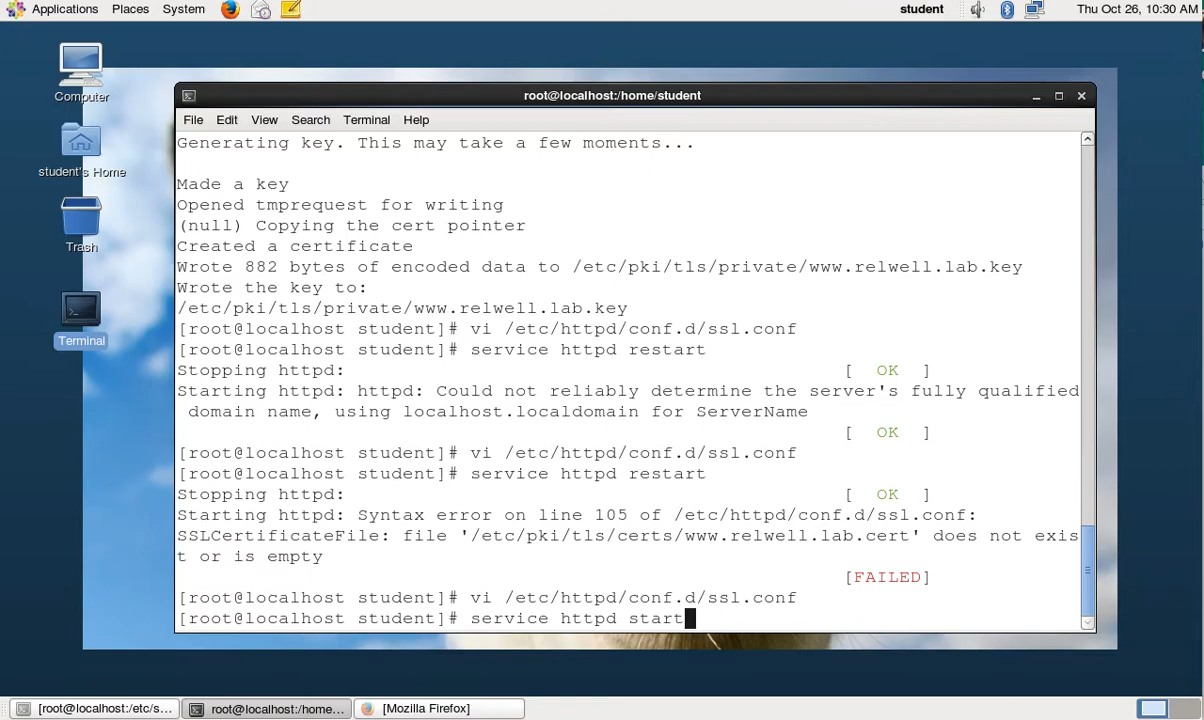 Applications Places System
student
Thu Oct 26, 10:30 AM
Computer
student's Home
Trash
Terminal
root@localhost:/home/student
File Edit View Search Terminal Help
Generating key. This may take a few moments...
Made a key
Opened tmprequest for writing
(null) Copying the cert pointer
Created a certificate
Wrote 882 bytes of encoded data to /etc/pki/tls/private/www.relwell.lab.key
Wrote the key to:
/etc/pki/tls/private/www.relwell.lab.key
[root@localhost student]# vi /etc/httpd/conf.d/ssl.conf
[root@localhost student]# service httpd restart
Stopping httpd: [ OK ]
Starting httpd: httpd: Could not reliably determine the server's fully qualified
domain name, using localhost.localdomain for ServerName
[ OK ]
[root@localhost student]# vi /etc/httpd/conf.d/ssl.conf
[root@localhost student]# service httpd restart
Stopping httpd: [ OK ]
Starting httpd: Syntax error on line 105 of /etc/httpd/conf.d/ssl.conf:
SSLCertificateFile: file '/etc/pki/tls/certs/www.relwell.lab.cert' does not exis
t or is empty
[FAILED]
[root@localhost student]# vi /etc/httpd/conf.d/ssl.conf
[root@localhost student]# service httpd start
[root@localhost:/etc/s... root@localhost:/home... [Mozilla Firefox]